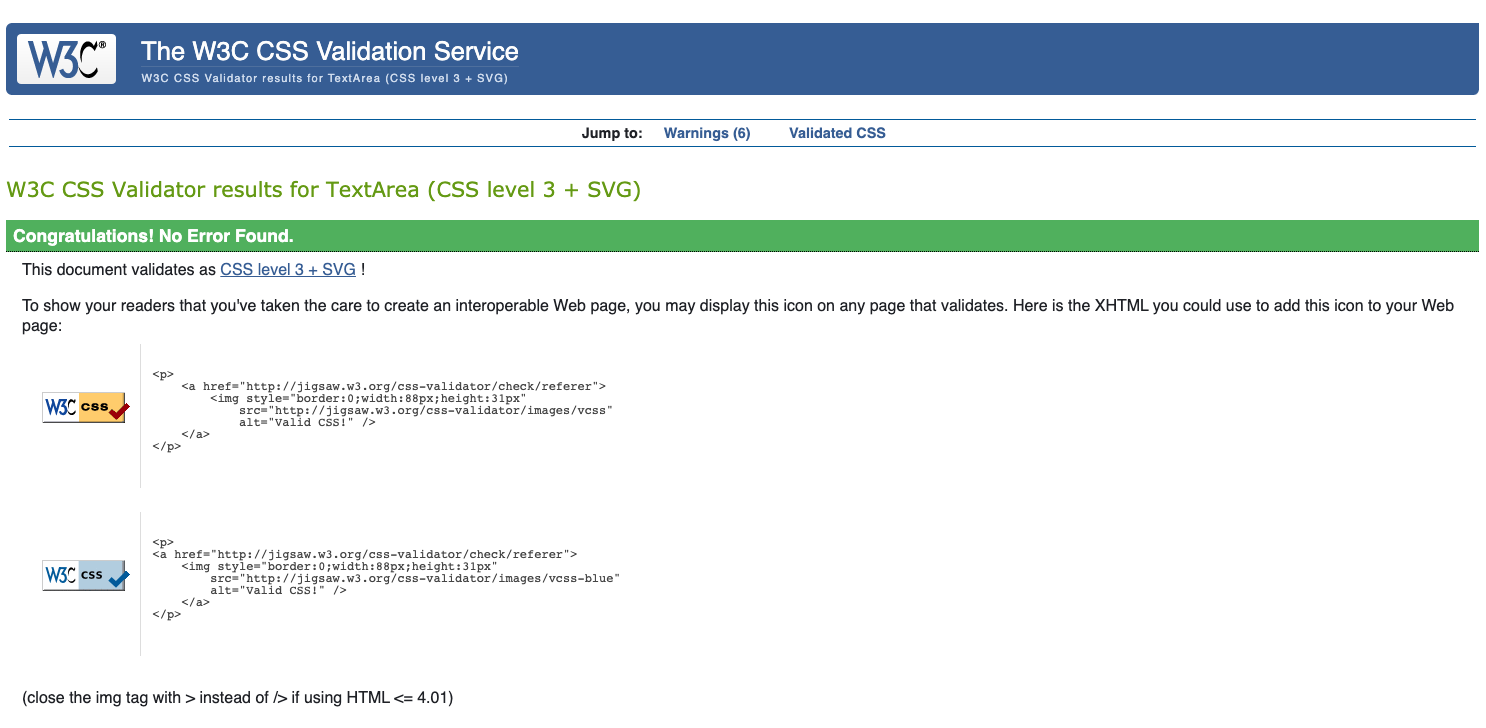 W3C®
The W3C CSS Validation Service
W3C CSS Validator results for TextArea (CSS level 3 + SVG)
Jump to: Warnings (6) Validated CSS
W3C CSS Validator results for TextArea (CSS level 3 + SVG)
Congratulations! No Error Found.
This document validates as CSS level 3 + SVG !
To show your readers that you've taken the care to create an interoperable Web page, you may display this icon on any page that validates. Here is the XHTML you could use to add this icon to your Web
page:
W3C css
<p>
    <a href="http://jigsaw.w3.org/css-validator/check/referer">
        <img style="border:0;width:88px;height:31px"
            src="http://jigsaw.w3.org/css-validator/images/vcss"
            alt="Valid CSS!" />
    </a>
</p>
W3C css
<p>
<a href="http://jigsaw.w3.org/css-validator/check/referer">
    <img style="border:0;width:88px;height:31px"
        src="http://jigsaw.w3.org/css-validator/images/vcss-blue"
        alt="Valid CSS!" />
    </a>
</p>
(close the img tag with > instead of /> if using HTML <= 4.01)